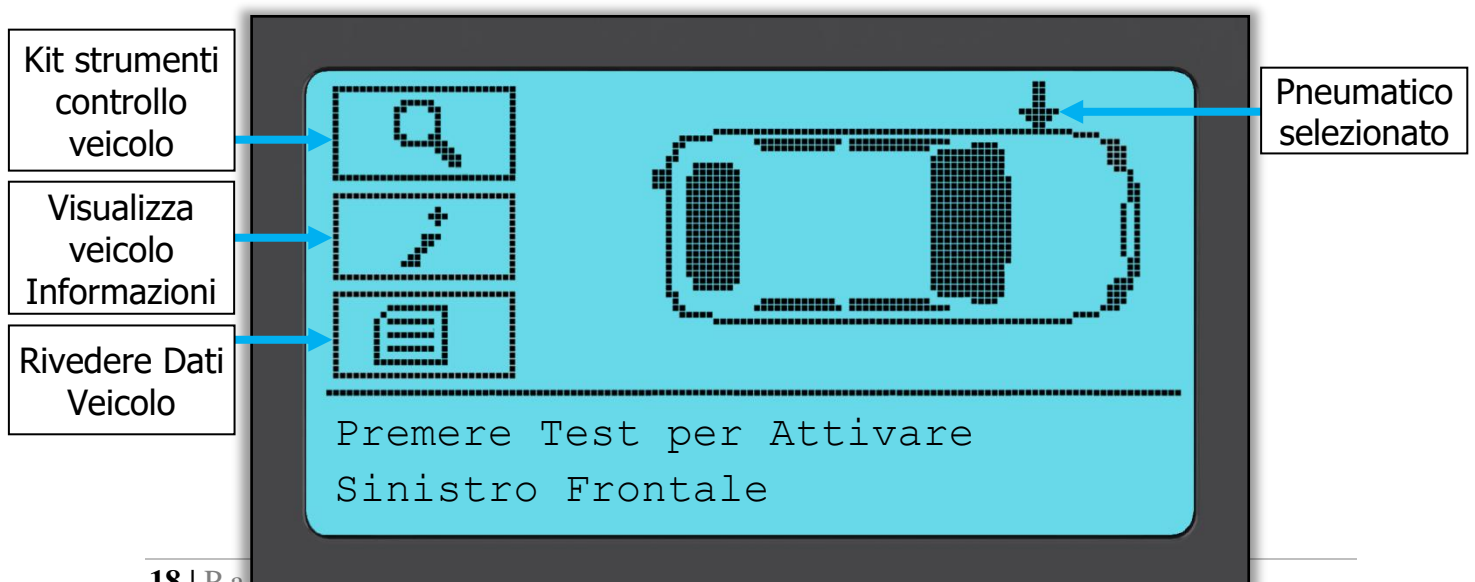 Kit strumenti
controllo
veicolo
Visualizza
veicolo
Informazioni
Rivedere Dati
Veicolo
Pneumatico
selezionato
Premere Test per Attivare
Sinistro Frontale
18 |